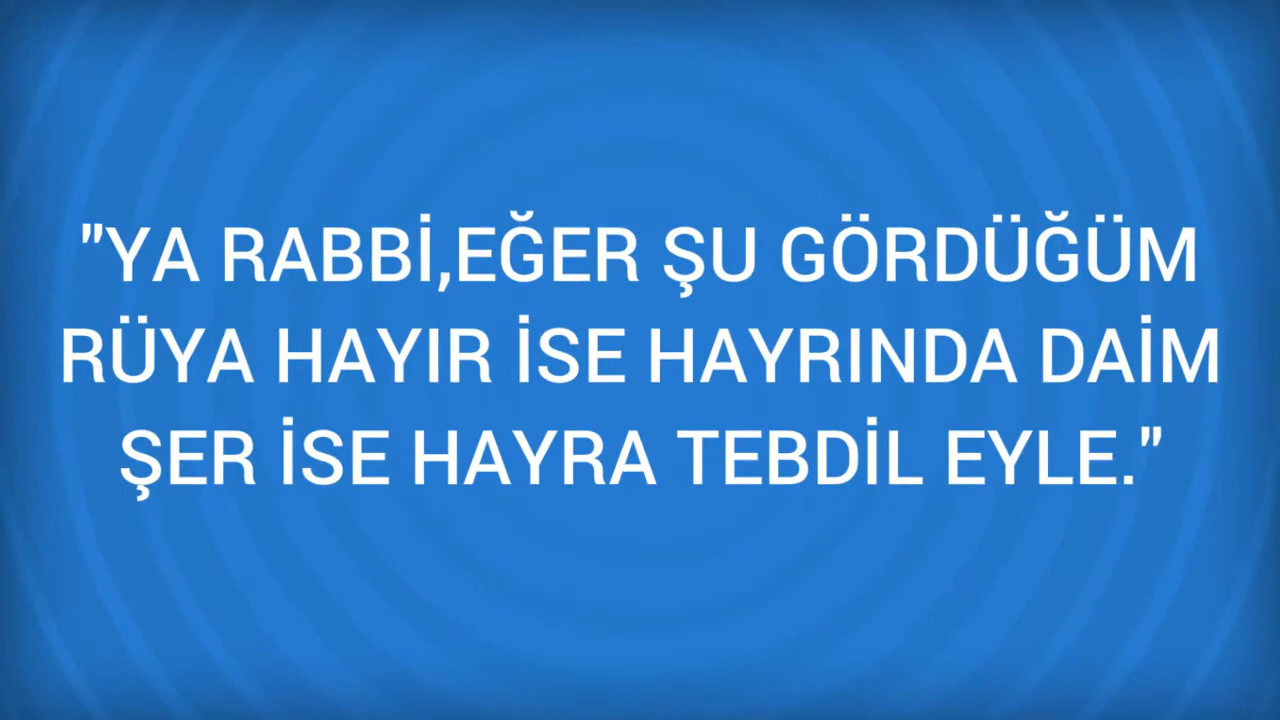 "YA RABBİ,EĞER ŞU GÖRDÜĞÜM
RÜYA HAYIR İSE HAYRINDA DAİM
ŞER İSE HAYRA TEBDİL EYLE."